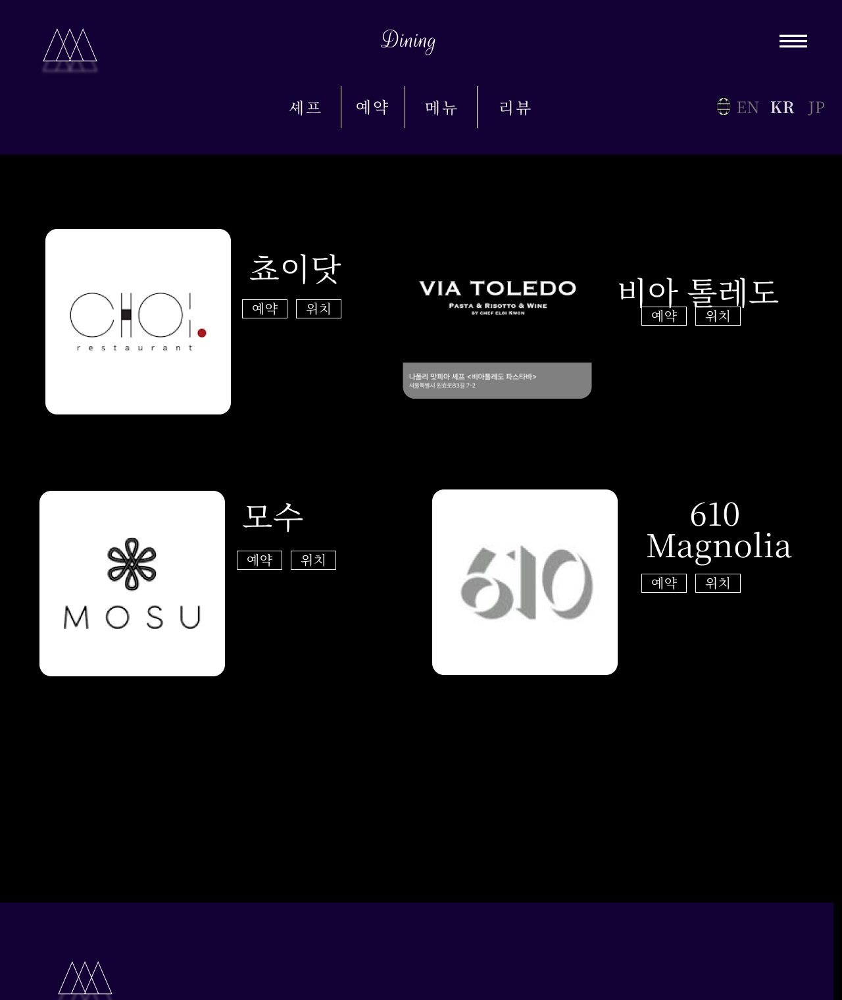 Dining
셰프 예약 메뉴 리뷰
EN KR JP
CHOI.
restaurant
쵸이닷
예약 위치
VIA TOLEDO
PASTA & RISOTTO & WINE
BY CHEF ELOI KWON
나폴리 맛피아 셰프 <비아톨레도 파스타바>
서울특별시 원효로83길 7-2
비아 톨레도
예약 위치
MOSU
모수
예약 위치
610
610
Magnolia
예약 위치